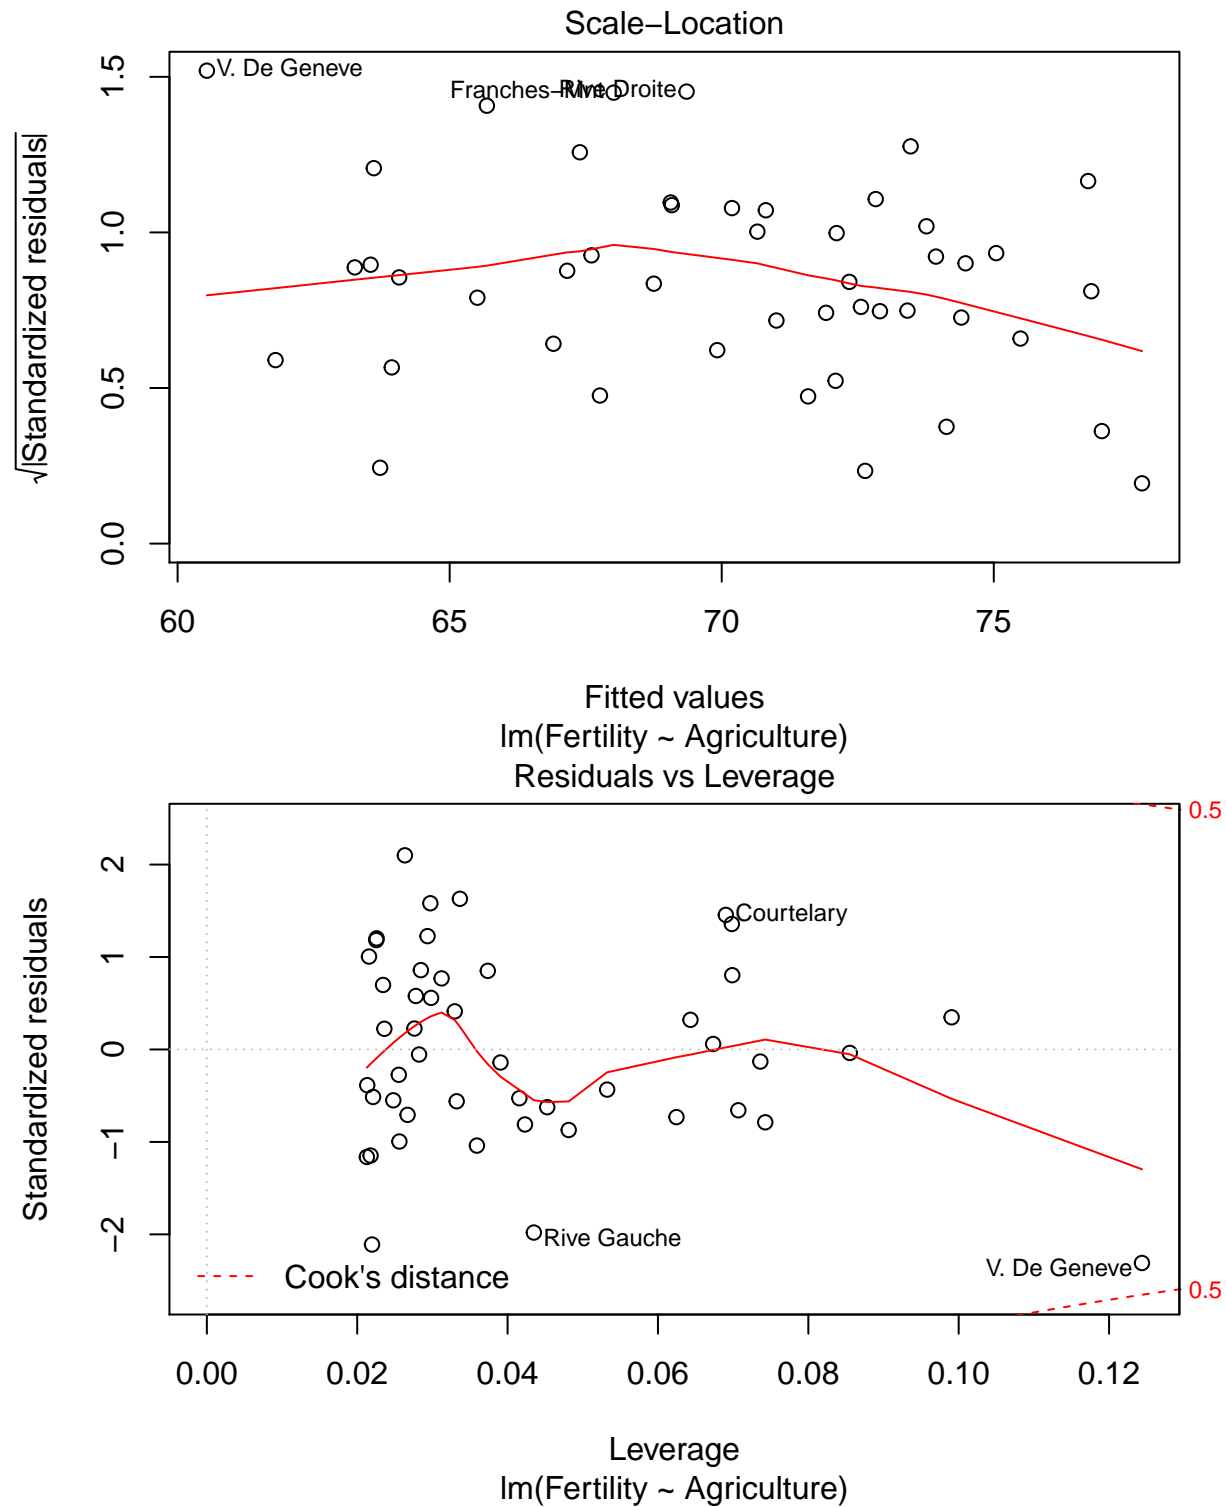 Scale−Location
√|Standardized residuals|
1.5
1.0
0.5
0.0
V. De Geneve
Franches−Mnt
Rive Droite
60
65
70
75
Fitted values
lm(Fertility ~ Agriculture)
Residuals vs Leverage
Standardized residuals
2
1
0
−1
−2
0.5
Courtelary
Rive Gauche
V. De Geneve
Cook's distance
0.5
0.00
0.02
0.04
0.06
0.08
0.10
0.12
Leverage
lm(Fertility ~ Agriculture)